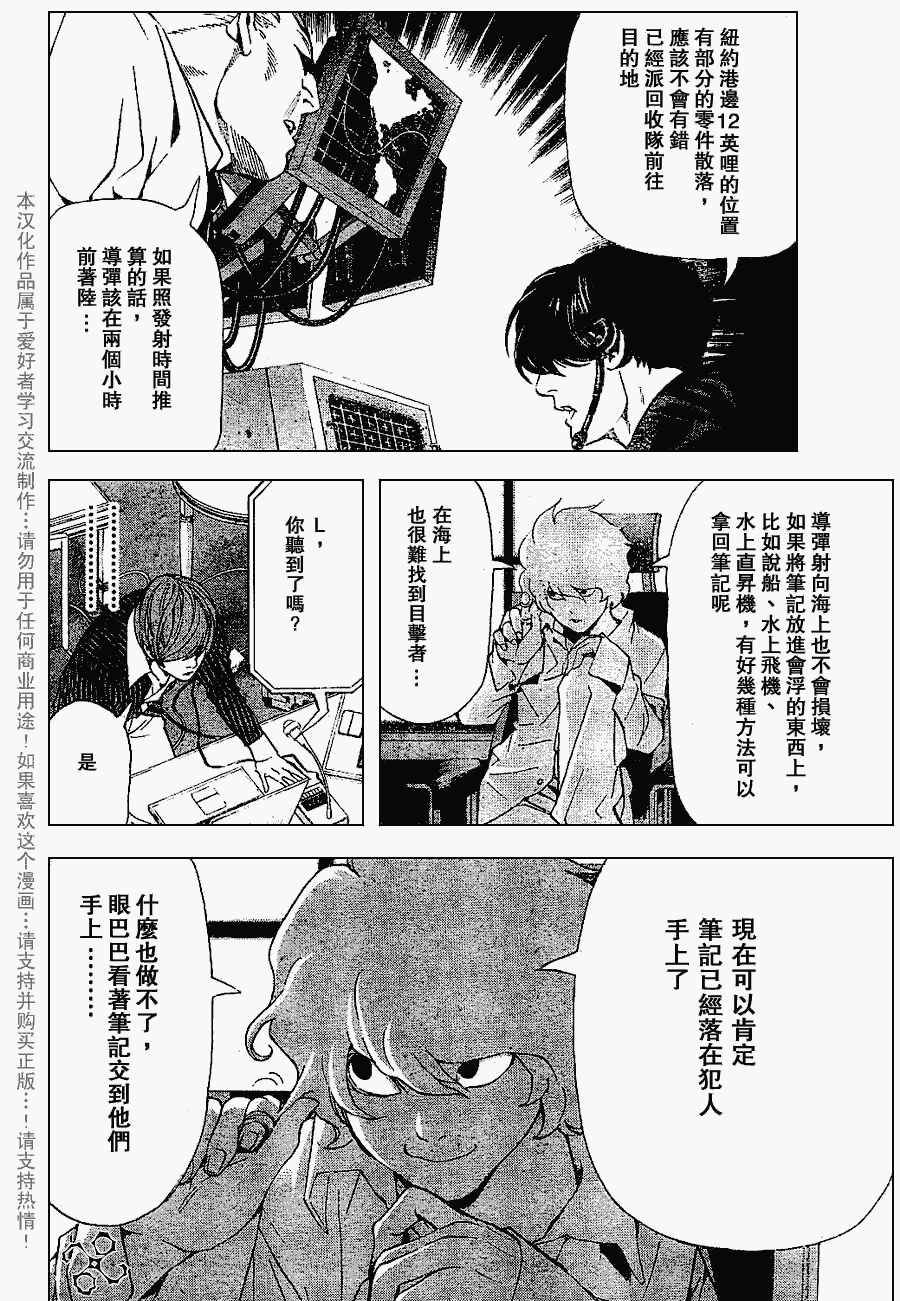 紐約港邊12英哩的位置
有部分的零件散落，
應該不會有錯
已經派回收隊前往
目的地
如果照發射時間推
算的話，
導彈該在兩個小時
前著陸…
導彈射向海上也不會損壞，
如果將筆記放進會浮的東西上，
比如說船、水上飛機、
水上直昇機，有好幾種方法可以
拿回筆記呢
在海上
也很難找到目擊者…
L，
你聽到了嗎？
………………
………………
是
現在可以肯定
筆記已經落在犯人
手上了
什麼也做不了，
眼巴巴看著筆記交到他們
手上………
本汉化作品属于爱好者学习交流制作…请勿用于任何商业用途！如果喜欢这个漫画…请支持并购买正版…！请支持热情！